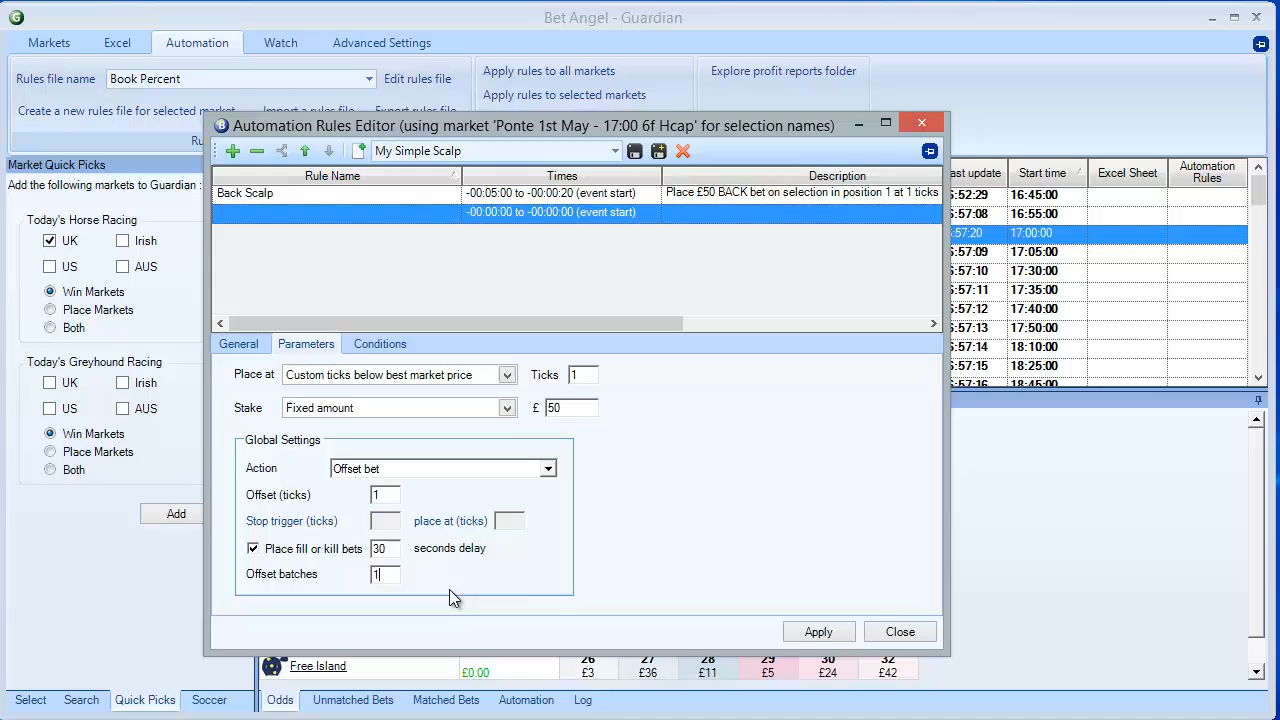 G Bet Angel - Guardian
Markets Excel Automation Watch Advanced Settings
Rules file name Book Percent Edit rules file
Apply rules to all markets
Explore profit reports folder
Apply rules to selected markets
Create a new rules file for selected market
Automation Rules Editor (using market 'Ponte 1st May - 17:00 6f Hcap' for selection names)
Ru
My Simple Scalp
Market Quick Picks
Add the following markets to Guardian :
Rule Name Times Description
Back Scalp -00:05:00 to -00:00:20 (event start) Place £50 BACK bet on selection in position 1 at 1 ticks
-00:00:00 to -00:00:00 (event start)
ast update Start time Excel Sheet Automation Rules
:52:29 16:45:00
5:57:08 16:55:00
:57:20 17:00:00
5:57:09 17:05:00
5:57:10 17:30:00
5:57:11 17:35:00
5:57:12 17:40:00
5:57:13 17:50:00
5:57:14 18:10:00
5:57:15 18:25:00
5:57:16 18:45:00
Today's Horse Racing
UK Irish
US AUS
Win Markets
Place Markets
Both
Today's Greyhound Racing
UK Irish
US AUS
Win Markets
Place Markets
Both
Add
General Parameters Conditions
Place at Custom ticks below best market price Ticks 1
Stake Fixed amount £ 50
Global Settings
Action Offset bet
Offset (ticks) 1
Stop trigger (ticks) place at (ticks)
Place fill or kill bets 30 seconds delay
Offset batches 1
Apply Close
Free Island £0.00
26 27 28 29 30 32
£3 £36 £11 £5 £24 £42
Select Search Quick Picks Soccer
Odds Unmatched Bets Matched Bets Automation Log